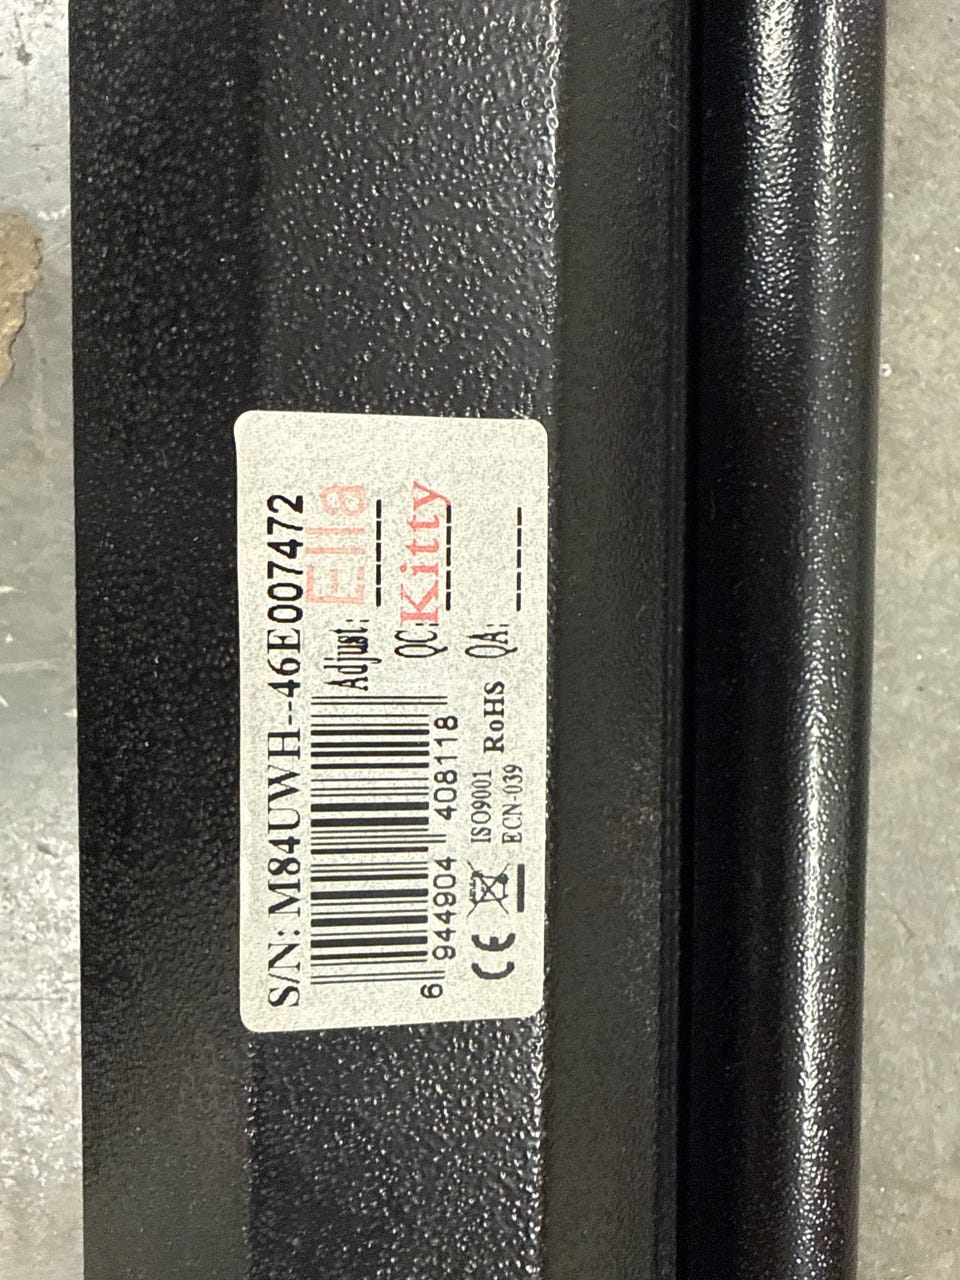 S/N: M84UWH--46E007472
Adjust: Ella
QC: Kitty
QA:
6 944904 408118
CE ISO9001 RoHS
ECN-039